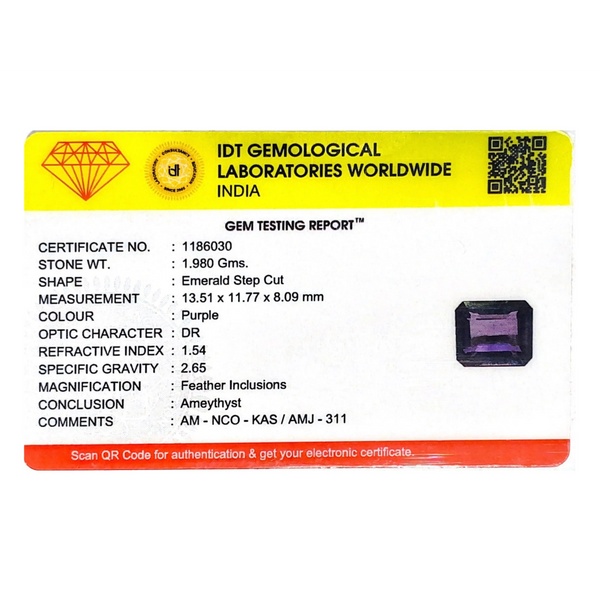 IDT GEMOLOGICAL
LABORATORIES WORLDWIDE
INDIA
idt
GEM TESTING REPORT™
CERTIFICATE NO. : 1186030
STONE WT. : 1.980 Gms.
SHAPE : Emerald Step Cut
MEASUREMENT : 13.51 x 11.77 x 8.09 mm
COLOUR : Purple
OPTIC CHARACTER : DR
REFRACTIVE INDEX : 1.54
SPECIFIC GRAVITY : 2.65
MAGNIFICATION : Feather Inclusions
CONCLUSION : Ameythyst
COMMENTS : AM - NCO - KAS / AMJ - 311
Scan QR Code for authentication & get your electronic certificate.